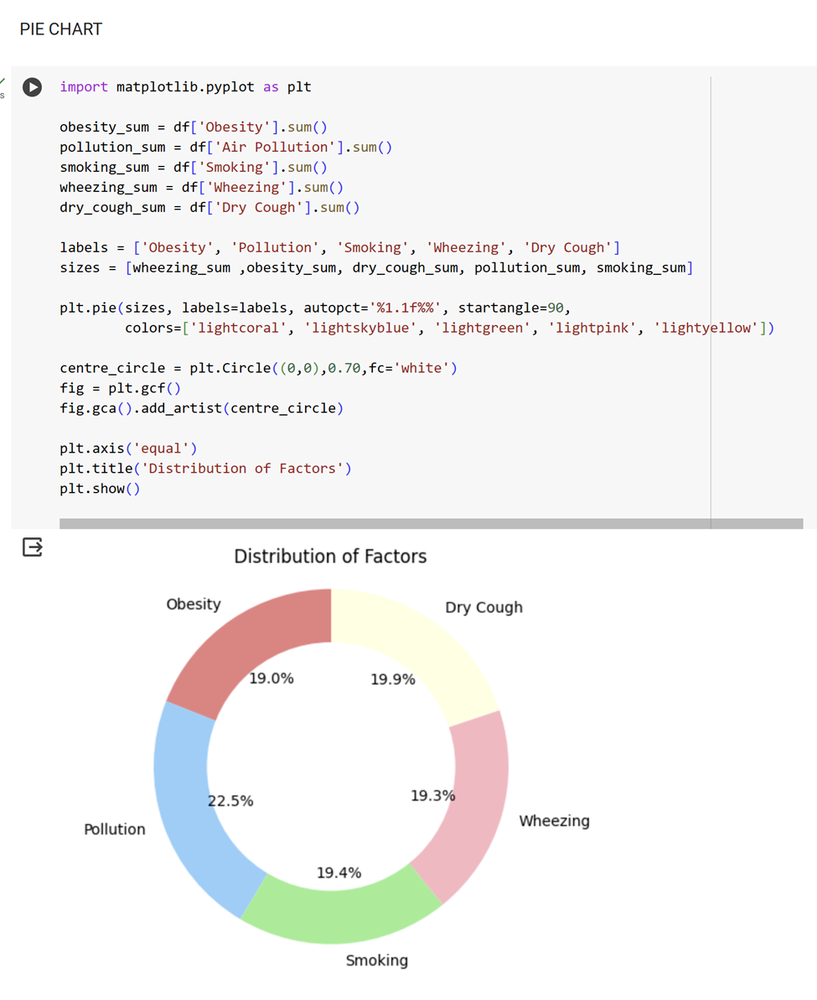 PIE CHART
s
import matplotlib.pyplot as plt
obesity_sum = df['Obesity'].sum()
pollution_sum = df['Air Pollution'].sum()
smoking_sum = df['Smoking'].sum()
wheezing_sum = df['Wheezing'].sum()
dry_cough_sum = df['Dry Cough'].sum()
labels = ['Obesity', 'Pollution', 'Smoking', 'Wheezing', 'Dry Cough']
sizes = [wheezing_sum ,obesity_sum, dry_cough_sum, pollution_sum, smoking_sum]
plt.pie(sizes, labels=labels, autopct='%1.1f%%', startangle=90,
        colors=['lightcoral', 'lightskyblue', 'lightgreen', 'lightpink', 'lightyellow'])
centre_circle = plt.Circle((0,0),0.70,fc='white')
fig = plt.gcf()
fig.gca().add_artist(centre_circle)
plt.axis('equal')
plt.title('Distribution of Factors')
plt.show()
Distribution of Factors
Obesity
Dry Cough
19.0%
19.9%
22.5%
19.3%
Pollution
Wheezing
19.4%
Smoking